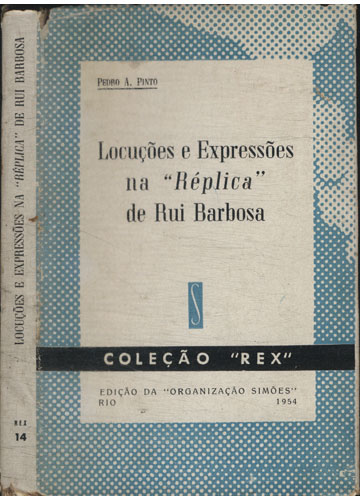 LOCUÇÕES E EXPRESSÕES NA "RÉPLICA" DE RUI BARBOSA
REX
14
PEDRO A. PINTO
Locuções e Expressões
na "Réplica"
de Rui Barbosa
S
COLEÇÃO "REX"
EDIÇÃO DA "ORGANIZAÇÃO SIMÕES"
RIO 1954